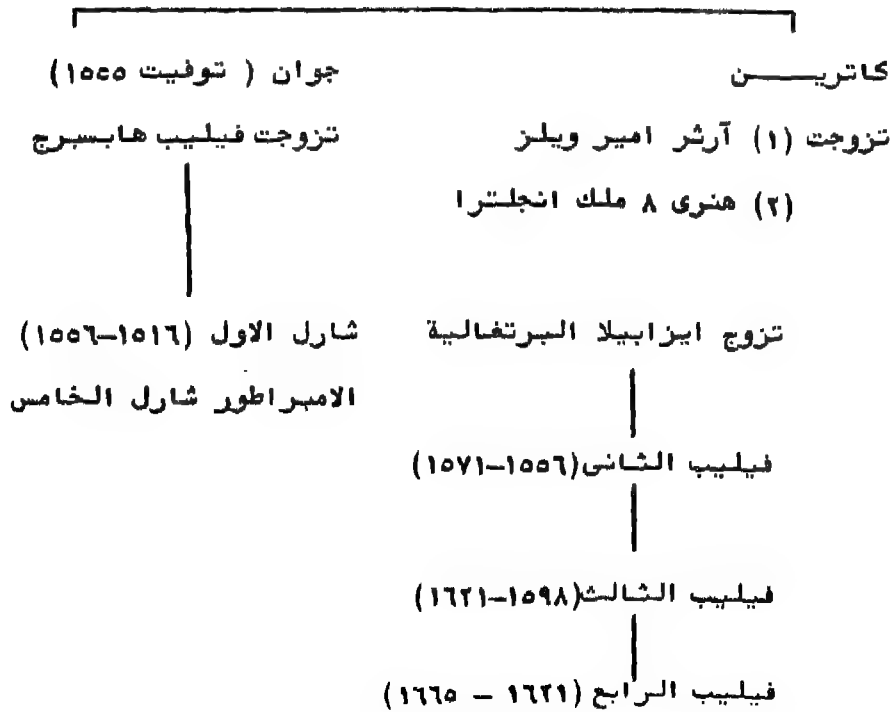 كاتريـــــن
جوان ( توفيت ١٥٥٥)
تزوجت (١) آرثر امير ويلز
تزوجت فيليب هابسبرج
(٢) هنرى ٨ ملك انجلترا
تزوج ايزابيلا البرتغالية
شارل الاول (١٥١٦–١٥٥٦)
الامبراطور شارل الخامس
فيليب الثانى(١٥٥٦–١٥٧١)
فيليب الثالث(١٥٩٨–١٦٢١)
فيليب الرابع (١٦٢١ – ١٦٦٥)